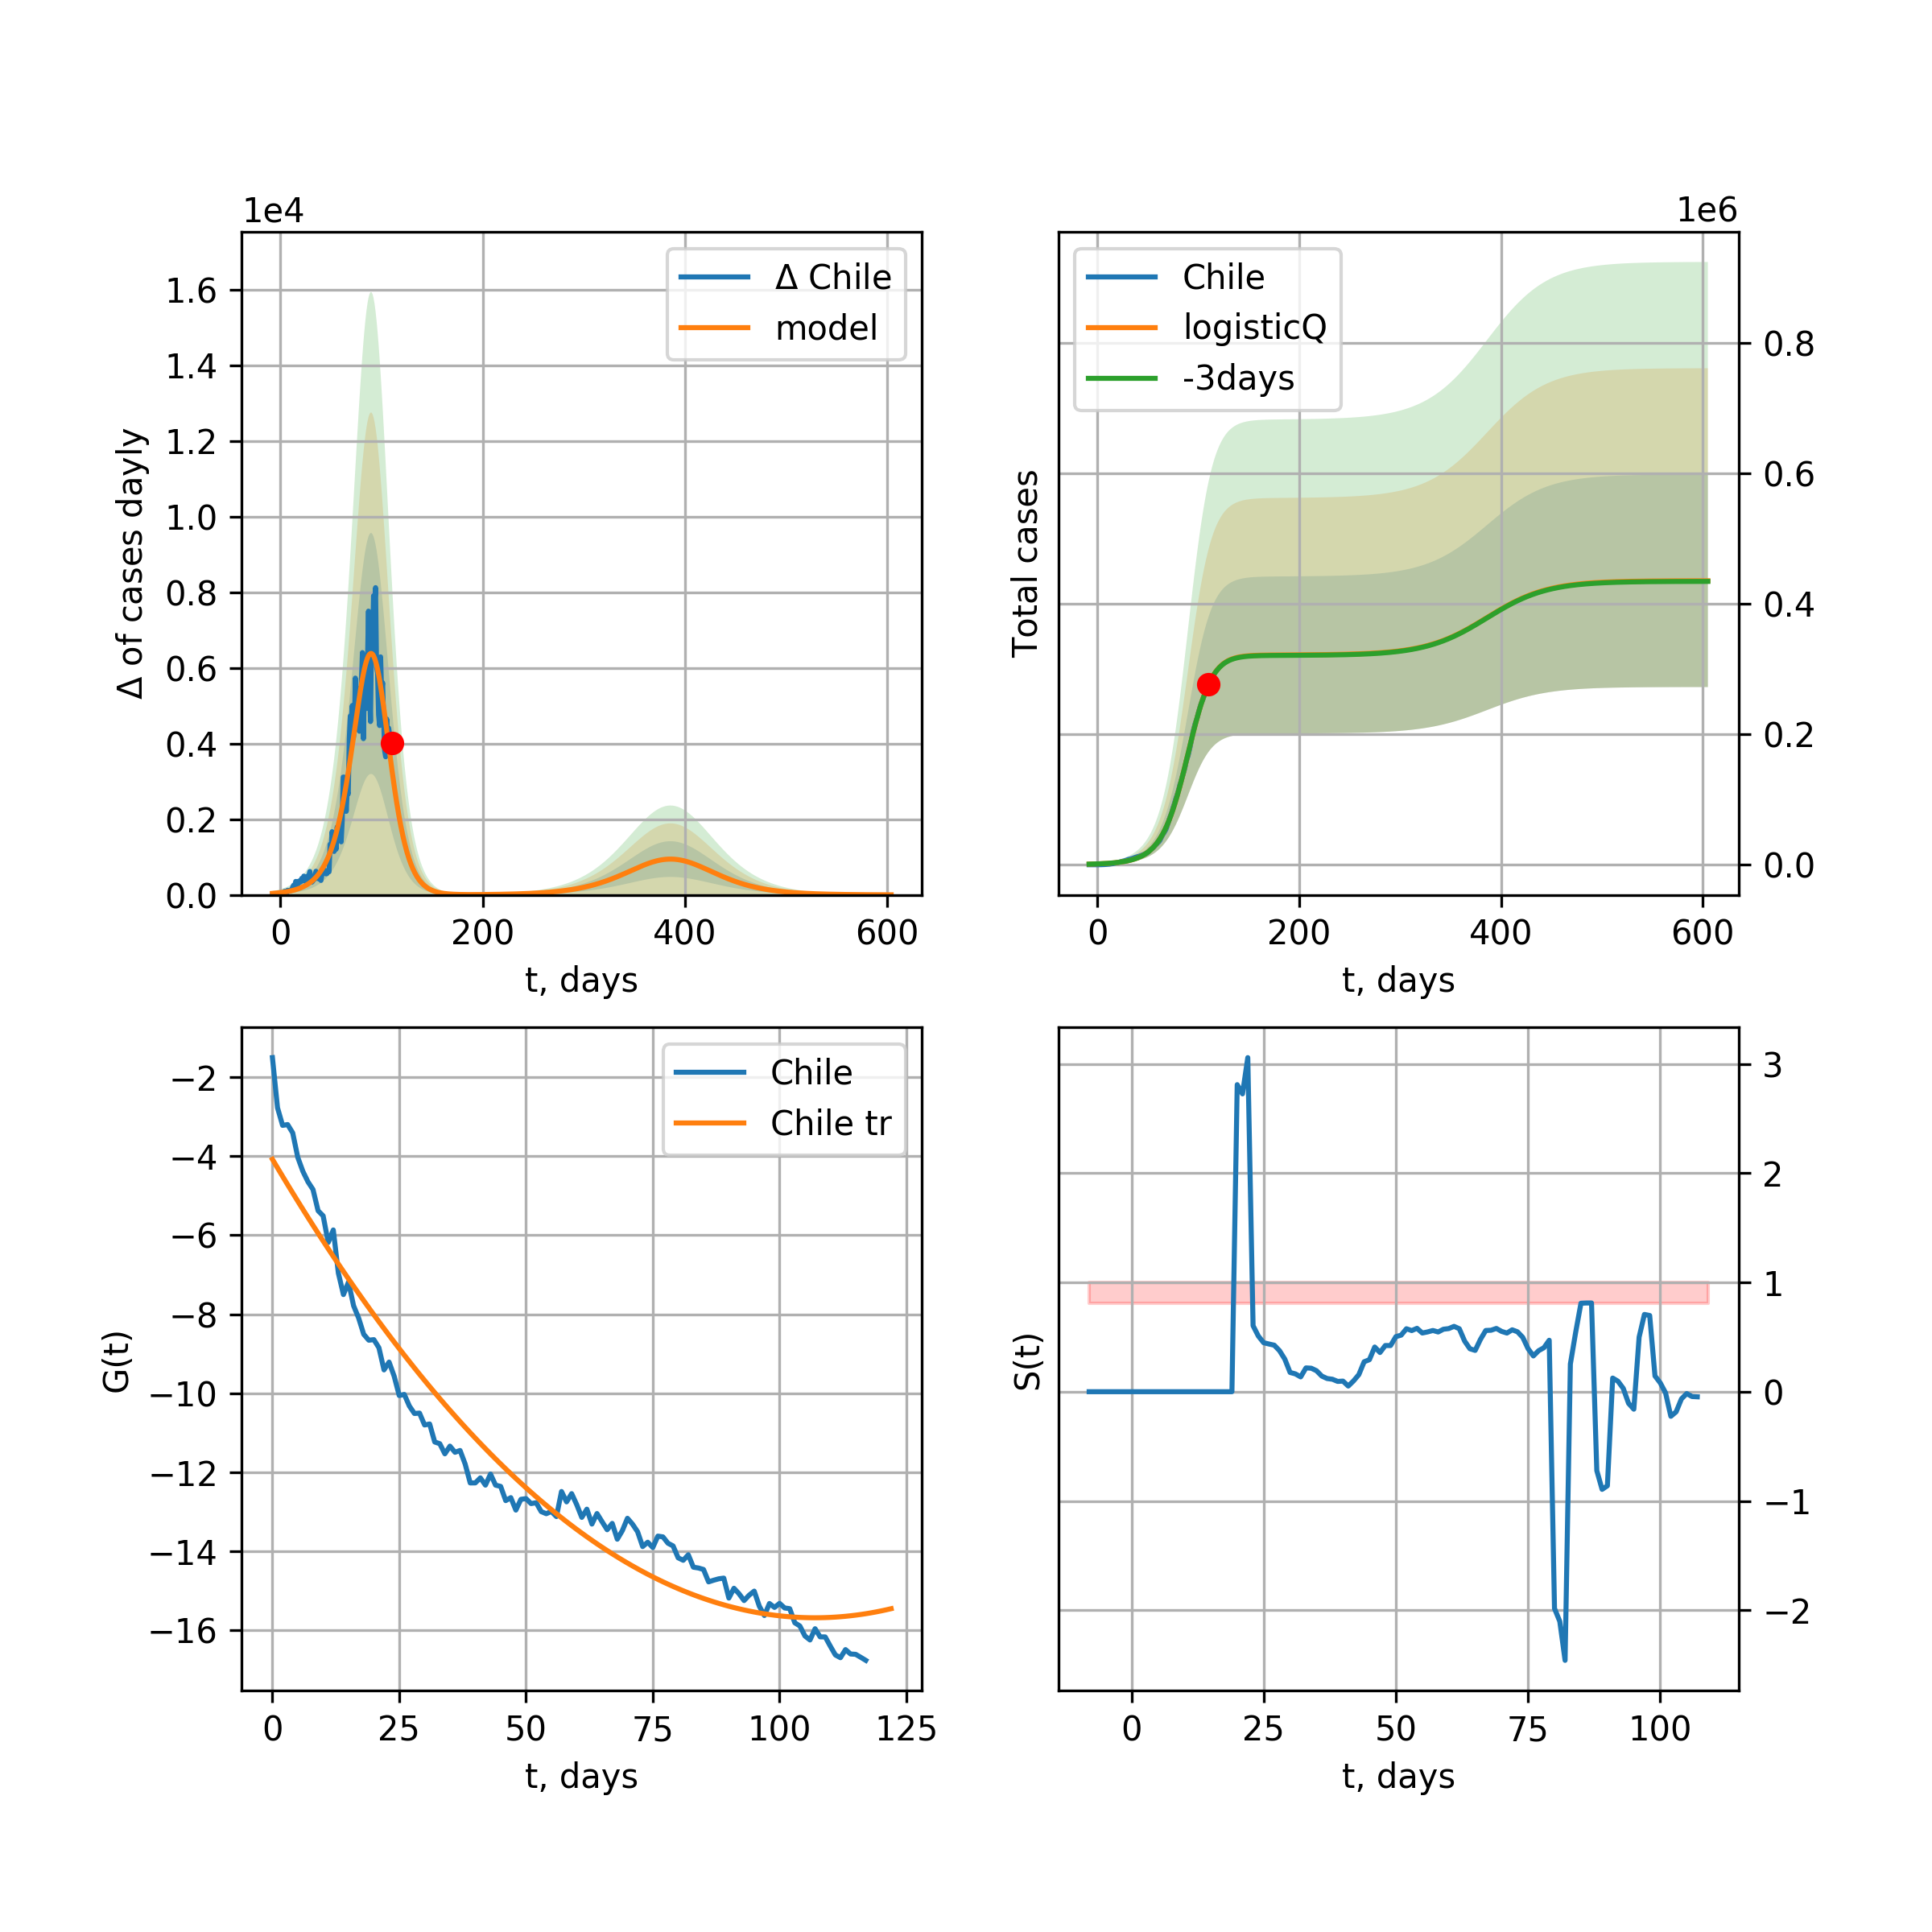 1e4
Δ of cases dayly
1.6
1.4
1.2
1.0
0.8
0.6
0.4
0.2
0.0
0 200 400 600
t, days
Δ Chile
model
1e6
Total cases
Chile
logisticQ
-3days
0.8
0.6
0.4
0.2
0.0
0 200 400 600
t, days
G(t)
−2
−4
−6
−8
−10
−12
−14
−16
0 25 50 75 100 125
t, days
Chile
Chile tr
S(t)
3
2
1
0
−1
−2
0 25 50 75 100
t, days